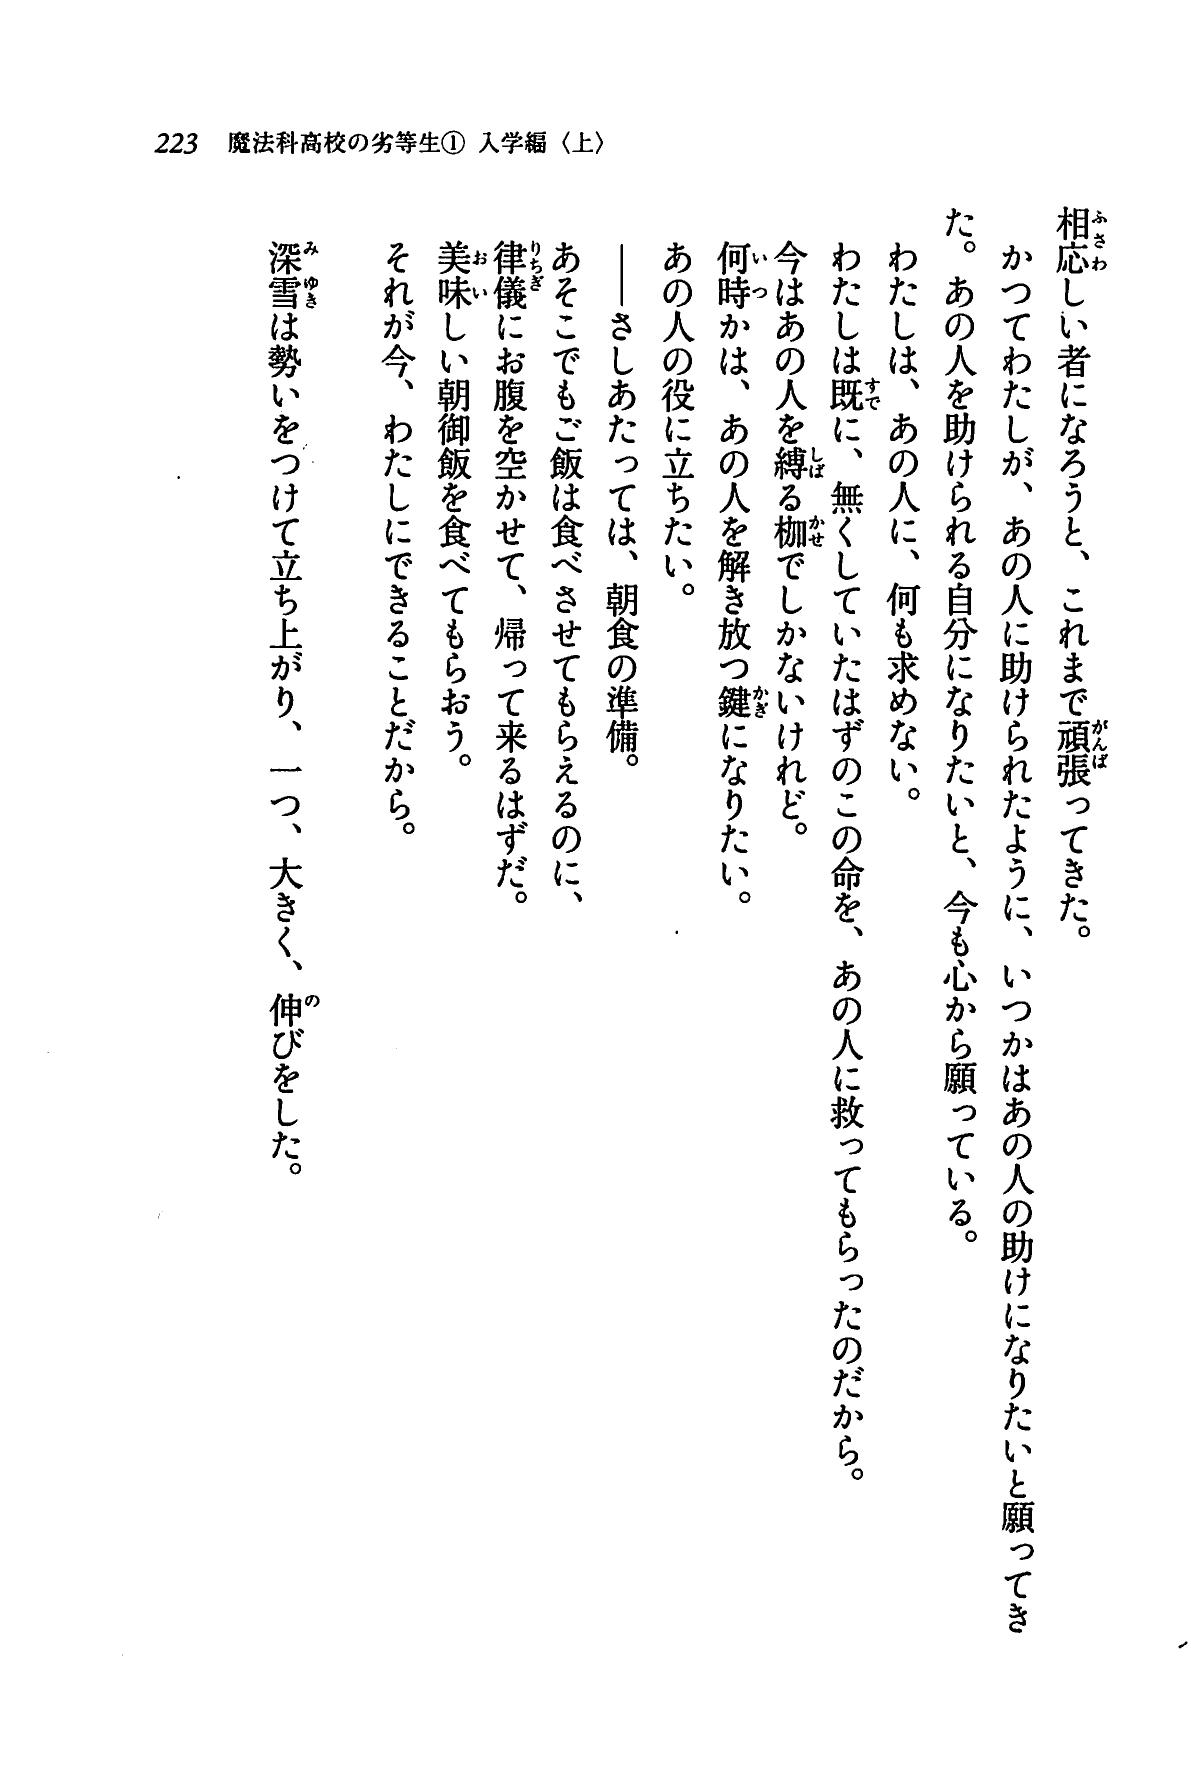 223 魔法科高校の劣等生① 入学編〈上〉
相応しい者になろうと、これまで頑張ってきた。
かつてわたしが、あの人に助けられたように、いつかはあの人の助けになりたいと願ってき
た。あの人を助けられる自分になりたいと、今も心から願っている。
わたしは、あの人に、何も求めない。
わたしは既に、無くしていたはずのこの命を、あの人に救ってもらったのだから。
今はあの人を縛る枷でしかないけれど。
何時かは、あの人を解き放つ鍵になりたい。
あの人の役に立ちたい。
――さしあたっては、朝食の準備。
あそこでもご飯は食べさせてもらえるのに、
律儀にお腹を空かせて、帰って来るはずだ。
美味しい朝御飯を食べてもらおう。
それが今、わたしにできることだから。
深雪は勢いをつけて立ち上がり、一つ、大きく、伸びをした。